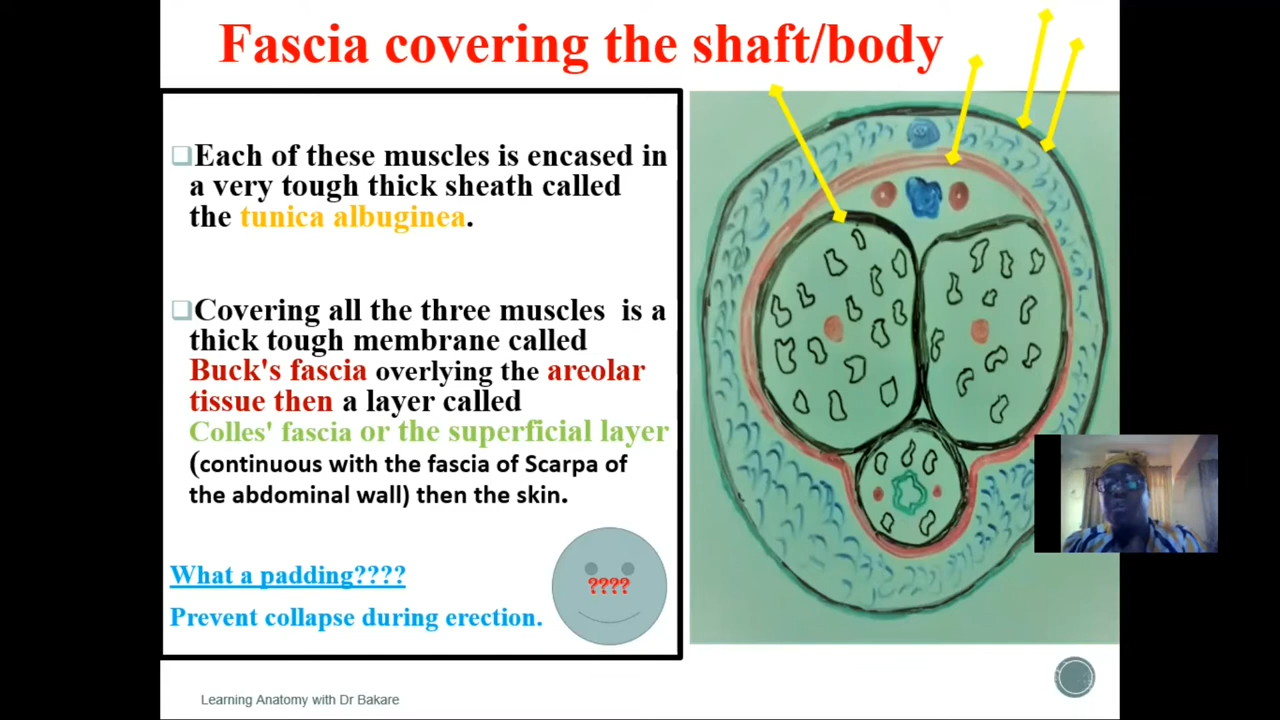 Fascia covering the shaft/body
Each of these muscles is encased in
a very tough thick sheath called
the tunica albuginea.
Covering all the three muscles is a
thick tough membrane called
Buck's fascia overlying the areolar
tissue then a layer called
Colles' fascia or the superficial layer
(continuous with the fascia of Scarpa of
the abdominal wall) then the skin.
What a padding????
????
Prevent collapse during erection.
Learning Anatomy with Dr Bakare